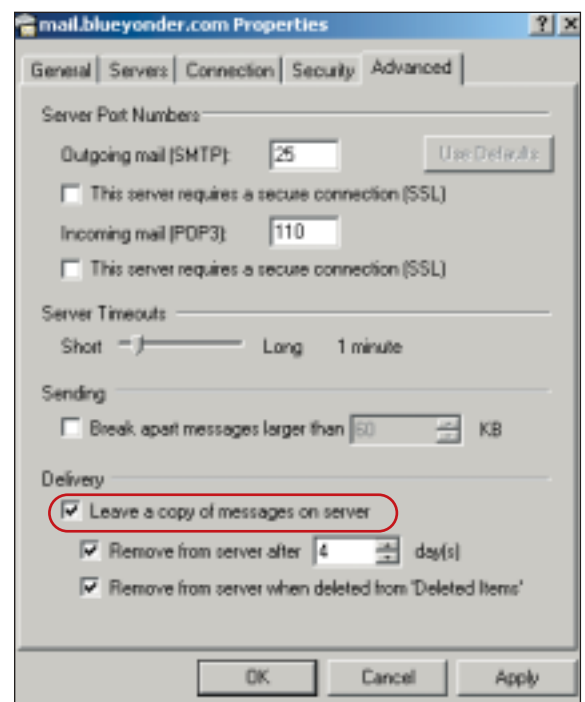 mail.blueyonder.com Properties
General Servers Connection Security Advanced
Server Port Numbers
Outgoing mail (SMTP): 25 Use Defaults
This server requires a secure connection (SSL)
Incoming mail (POP3): 110
This server requires a secure connection (SSL)
Server Timeouts
Short Long 1 minute
Sending
Break apart messages larger than 60 KB
Delivery
Leave a copy of messages on server
Remove from server after 4 day(s)
Remove from server when deleted from 'Deleted Items'
OK Cancel Apply